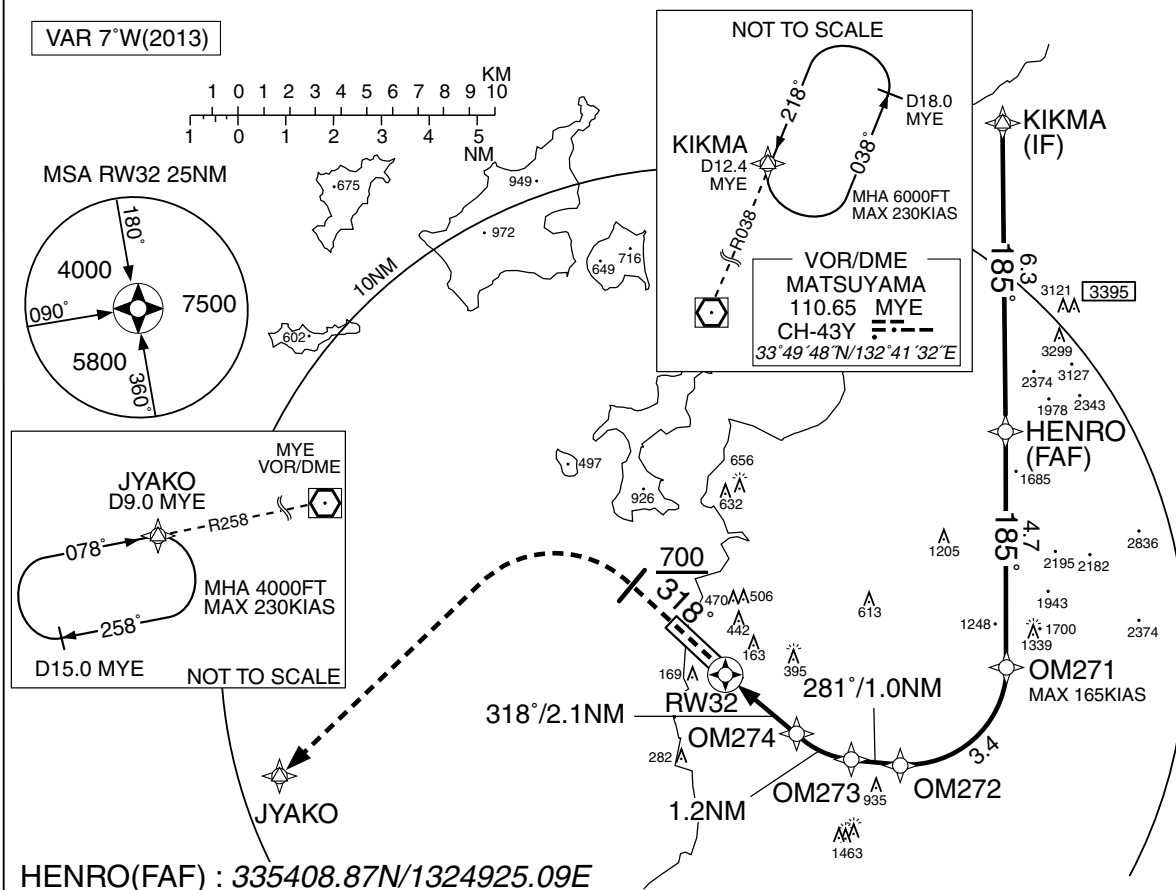 VAR 7°W(2013)
KM
1 0 1 2 3 4 5 6 7 8 9 10
1 0 1 2 3 4 5
NM
MSA RW32 25NM
180°
4000
7500
090°
5800
360°
675
949
972
649
716
602
10NM
NOT TO SCALE
218°
D18.0
MYE
KIKMA
D12.4
MYE
038°
MHA 6000FT
MAX 230KIAS
R038
VOR/DME
MATSUYAMA
110.65 MYE
CH-43Y
33°49´48˝N/132°41´32˝E
KIKMA
(IF)
185°
6.3
3121
3395
3299
2374
3127
1978
2343
HENRO
(FAF)
1685
185°
4.7
2195
2182
2836
1943
1248
1700
1339
2374
OM271
MAX 165KIAS
3.4
497
926
656
632
1205
613
700
318°
470
506
442
163
395
169
RW32
281°/1.0NM
318°/2.1NM
OM274
282
OM273
935
OM272
1.2NM
1463
JYAKO
D9.0 MYE
MYE
VOR/DME
R258
078°
MHA 4000FT
MAX 230KIAS
258°
D15.0 MYE
NOT TO SCALE
JYAKO
HENRO(FAF) : 335408.87N/1324925.09E